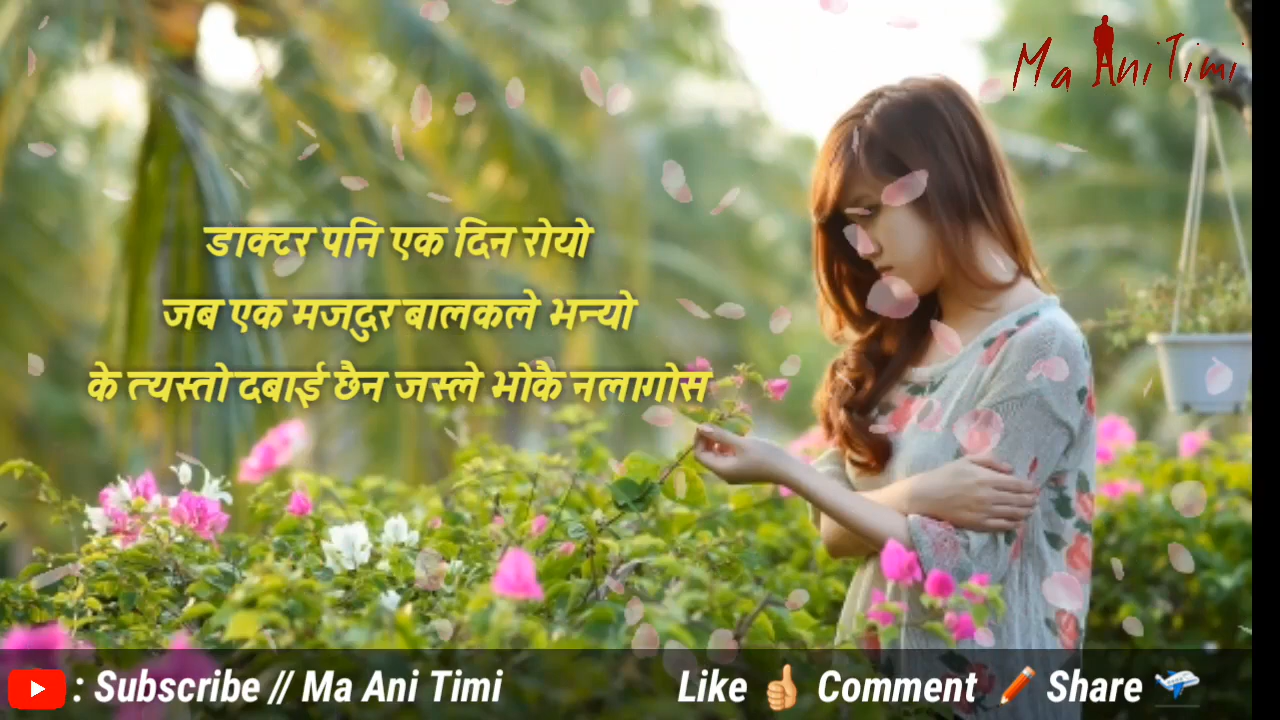 Ma Ani Timi
डाक्टर पनि एक दिन रोयो
जब एक मजदुर बालकले भन्यो
के त्यस्तो दबाई छैन जस्ले भोकै नलागोस
: Subscribe // Ma Ani Timi Like 👍 Comment ✏️ Share 🛩️